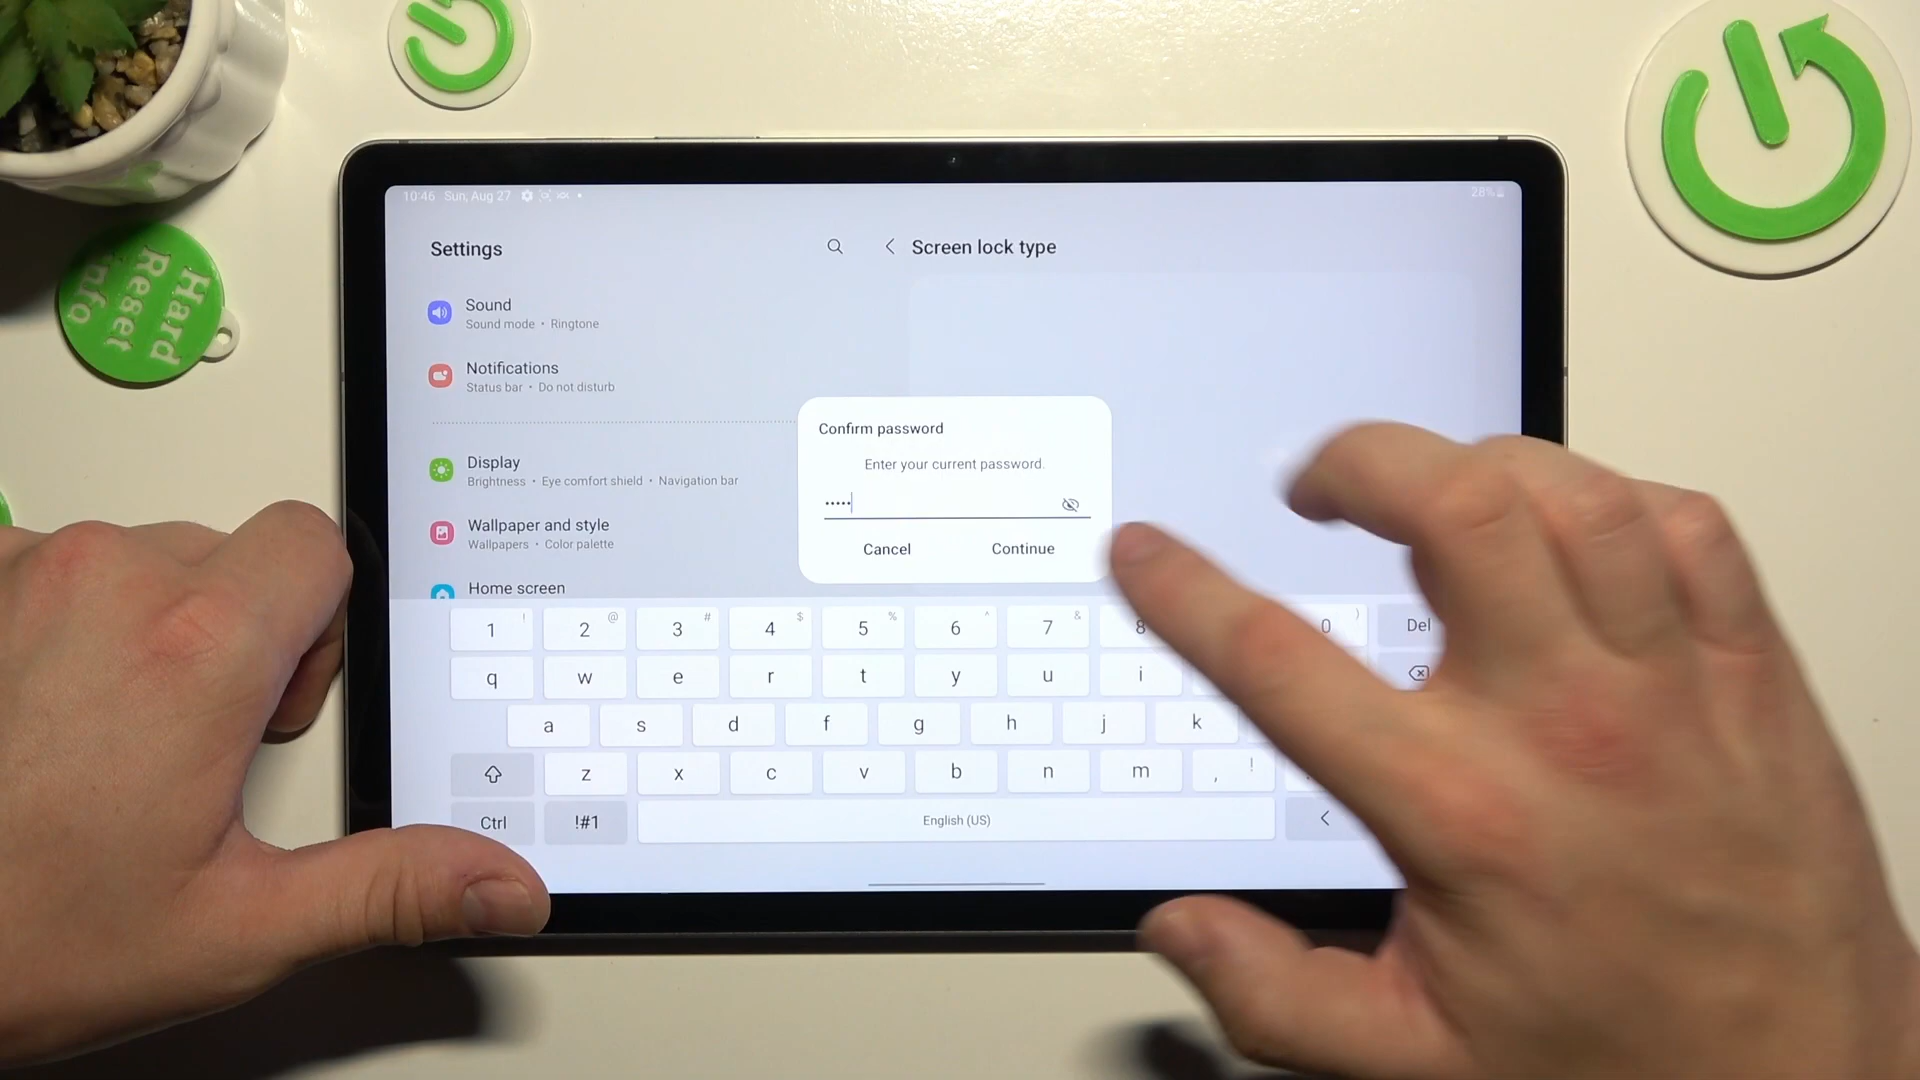 10:46 Sun, Aug 27
28%
Settings
Screen lock type
Sound
Sound mode • Ringtone
Notifications
Status bar • Do not disturb
Display
Brightness • Eye comfort shield • Navigation bar
Wallpaper and style
Wallpapers • Color palette
Home screen
Confirm password
Enter your current password.
•••••
Cancel
Continue
1 ! 2 @ 3 # 4 $ 5 % 6 ^ 7 & 8 0 ) Del
q w e r t y u i
a s d f g h j k
z x c v b n m , !
Ctrl !#1 English (US) <
Hard
Reset
Info